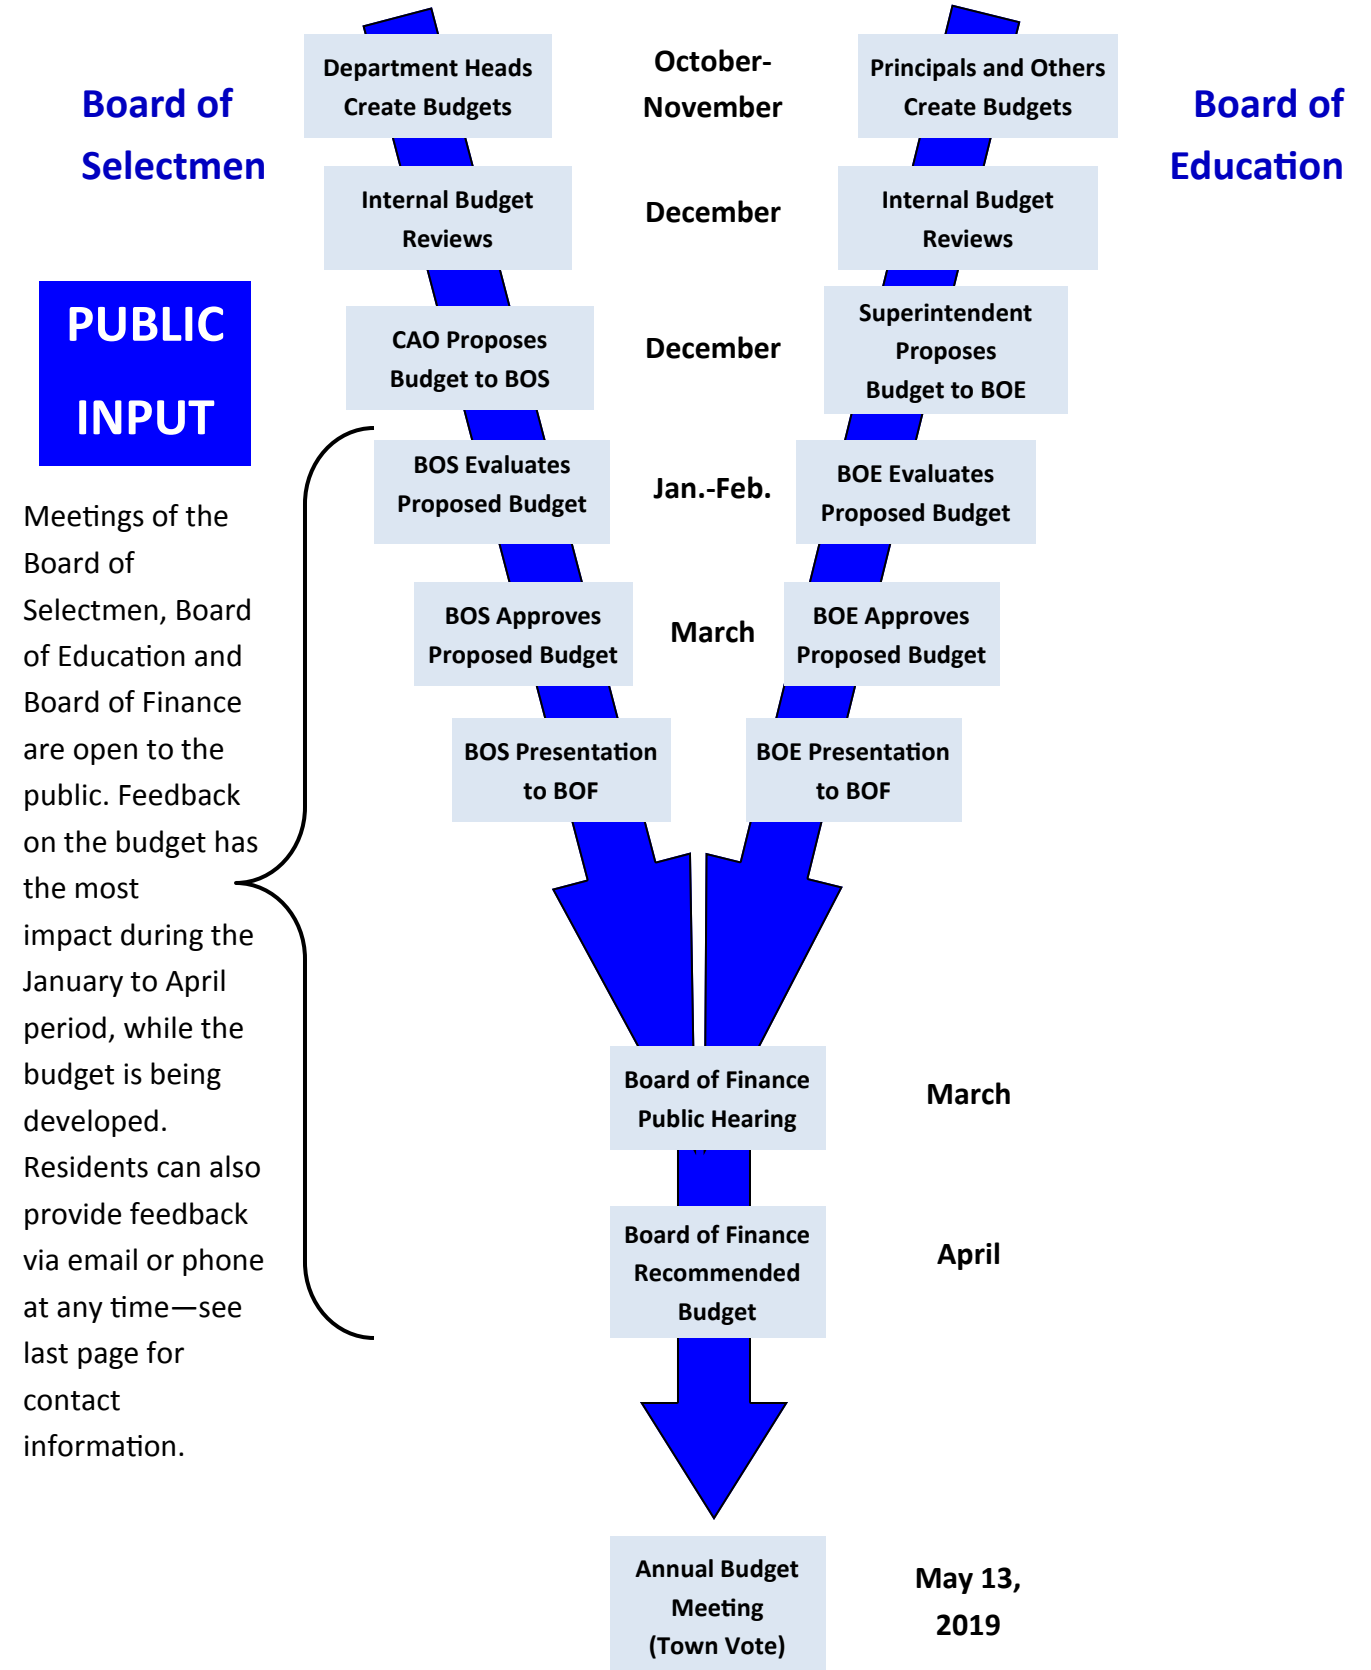 Board of
Selectmen
Department Heads
Create Budgets
October-
November
Principals and Others
Create Budgets
Board of
Education
Internal Budget
Reviews
December
Internal Budget
Reviews
CAO Proposes
Budget to BOS
December
Superintendent
Proposes
Budget to BOE
PUBLIC
INPUT
BOS Evaluates
Proposed Budget
Jan.-Feb.
BOE Evaluates
Proposed Budget
Meetings of the
Board of
Selectmen, Board
of Education and
Board of Finance
are open to the
public. Feedback
on the budget has
the most
impact during the
January to April
period, while the
budget is being
developed.
Residents can also
provide feedback
via email or phone
at any time—see
last page for
contact
information.
BOS Approves
Proposed Budget
March
BOE Approves
Proposed Budget
BOS Presentation
to BOF
BOE Presentation
to BOF
Board of Finance
Public Hearing
March
Board of Finance
Recommended
Budget
April
Annual Budget
Meeting
(Town Vote)
May 13,
2019